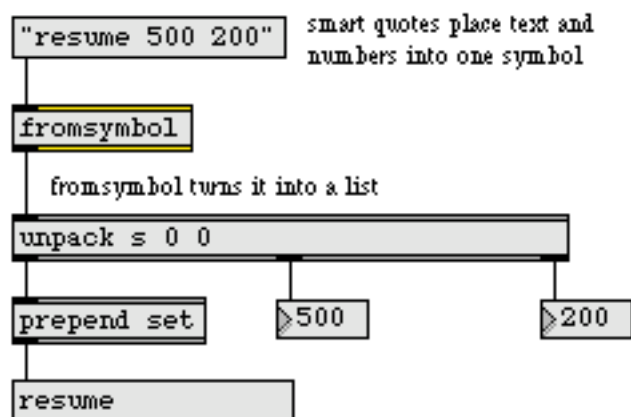 "resume 500 200"
smart quotes place text and
numbers into one symbol
fromsymbol
fromsymbol turns it into a list
unpack s 0 0
prepend set
500
200
resume